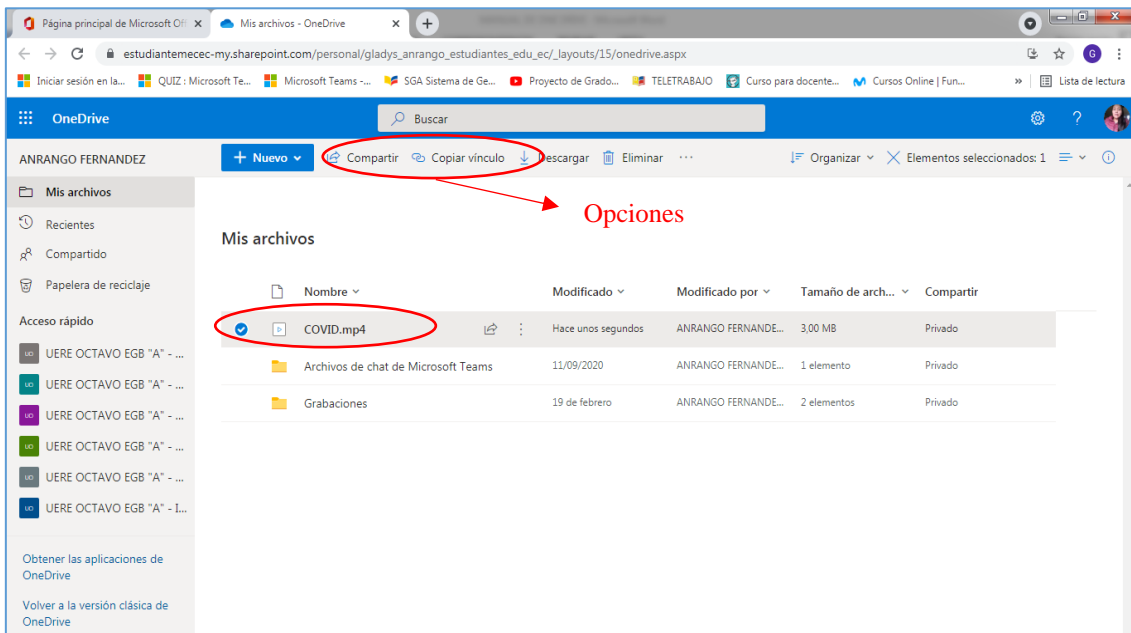 Página principal de Microsoft Off
Mis archivos - OneDrive
estudiantemecec-my.sharepoint.com/personal/gladys_anrango_estudiantes_edu_ec/_layouts/15/onedrive.aspx
G
Iniciar sesión en la... QUIZ : Microsoft Te... Microsoft Teams -... SGA Sistema de Ge... Proyecto de Grado... TELETRABAJO Curso para docente... Cursos Online | Fun... » Lista de lectura
OneDrive
Buscar
?
ANRANGO FERNANDEZ
+ Nuevo Compartir Copiar vínculo Descargar Eliminar ··· Organizar Elementos seleccionados: 1
Opciones
Mis archivos
Recientes
Compartido
Papelera de reciclaje
Acceso rápido
UO UERE OCTAVO EGB "A" - ...
UO UERE OCTAVO EGB "A" - ...
UO UERE OCTAVO EGB "A" - ...
UO UERE OCTAVO EGB "A" - ...
UO UERE OCTAVO EGB "A" - ...
UO UERE OCTAVO EGB "A" - I...
Obtener las aplicaciones de
OneDrive
Volver a la versión clásica de
OneDrive
Mis archivos
Nombre Modificado Modificado por Tamaño de arch... Compartir
COVID.mp4 Hace unos segundos ANRANGO FERNANDE... 3,00 MB Privado
Archivos de chat de Microsoft Teams 11/09/2020 ANRANGO FERNANDE... 1 elemento Privado
Grabaciones 19 de febrero ANRANGO FERNANDE... 2 elementos Privado